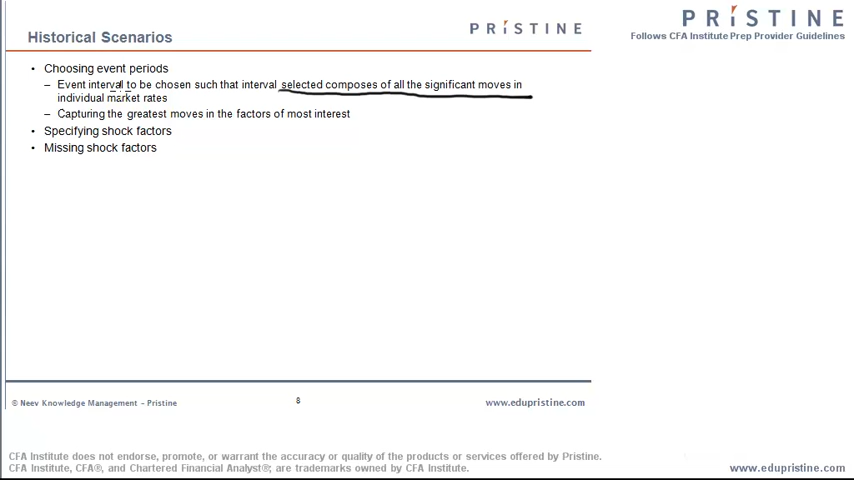 PRISTINE
Follows CFA Institute Prep Provider Guidelines
PRISTINE
Historical Scenarios
• Choosing event periods
– Event interval to be chosen such that interval selected composes of all the significant moves in
individual market rates
– Capturing the greatest moves in the factors of most interest
• Specifying shock factors
• Missing shock factors
© Neev Knowledge Management – Pristine
8
www.edupristine.com
CFA Institute does not endorse, promote, or warrant the accuracy or quality of the products or services offered by Pristine.
CFA Institute, CFA®, and Chartered Financial Analyst®; are trademarks owned by CFA Institute.
www.edupristine.com